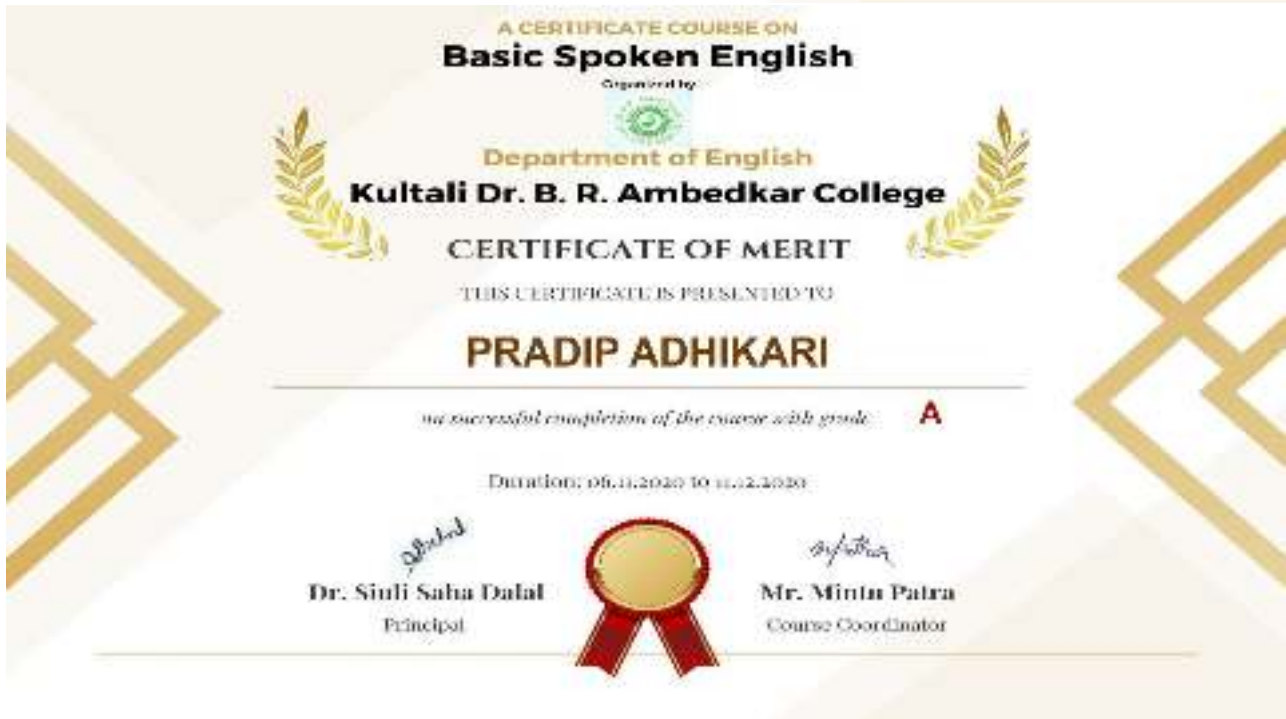 A CERTIFICATE COURSE ON
Basic Spoken English
Organized by
Department of English
Kultali Dr. B. R. Ambedkar College
CERTIFICATE OF MERIT
THIS CERTIFICATE IS PRESENTED TO
PRADIP ADHIKARI
on successful completion of the course with grade A
Duration: 06.11.2020 to 11.12.2020
Dr. Siuli Saha Dalal Mr. Mintu Patra
Principal Course Coordinator